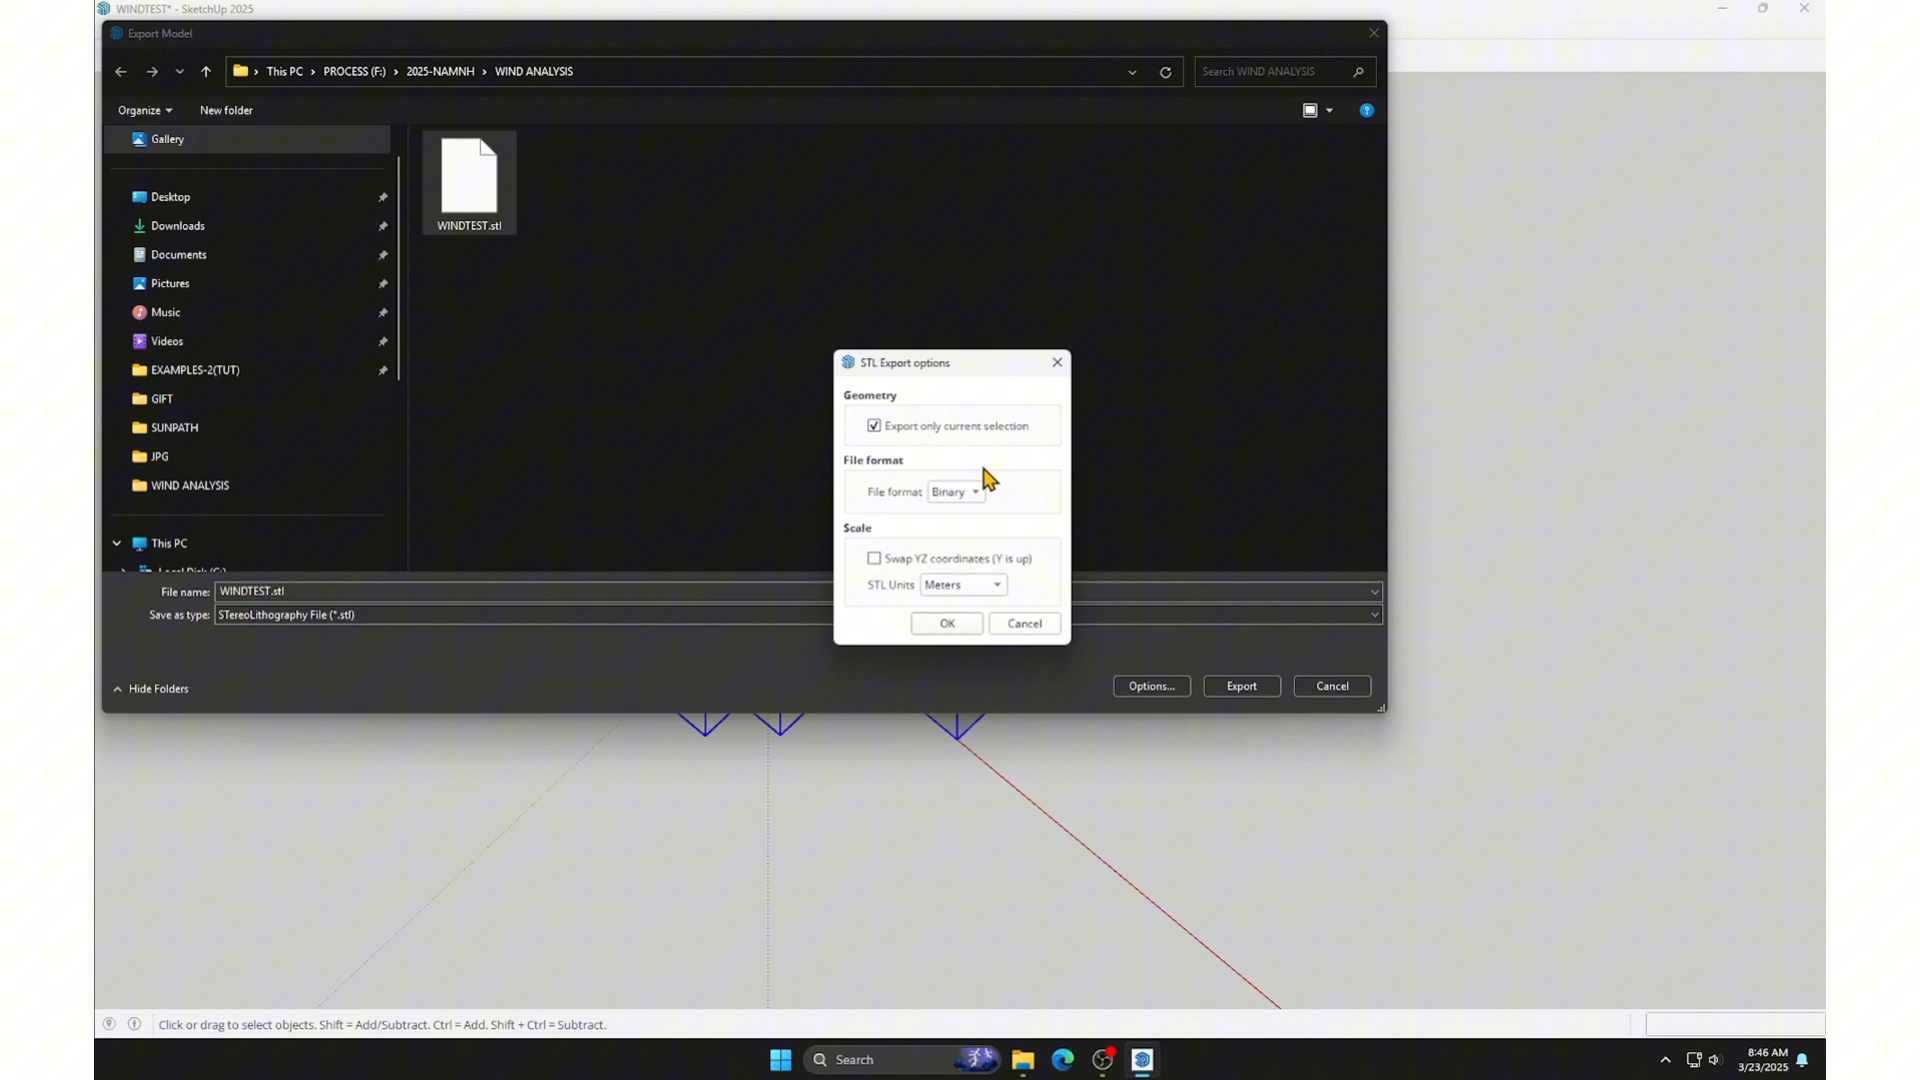 WINDTEST* - SketchUp 2025
Export Model
This PC > PROCESS (F:) > 2025-NAMNH > WIND ANALYSIS
Search WIND ANALYSIS
Organize
New folder
Gallery
Desktop
Downloads
Documents
Pictures
Music
Videos
EXAMPLES-2(TUT)
GIFT
SUNPATH
JPG
WIND ANALYSIS
This PC
Local Disk (C:)
WINDTEST.stl
STL Export options
Geometry
Export only current selection
File format
File format Binary
Scale
Swap YZ coordinates (Y is up)
STL Units Meters
OK
Cancel
File name: WINDTEST.stl
Save as type: STereoLithography File (*.stl)
Hide Folders
Options...
Export
Cancel
Click or drag to select objects. Shift = Add/Subtract. Ctrl = Add. Shift + Ctrl = Subtract.
Search
8:46 AM
3/23/2025